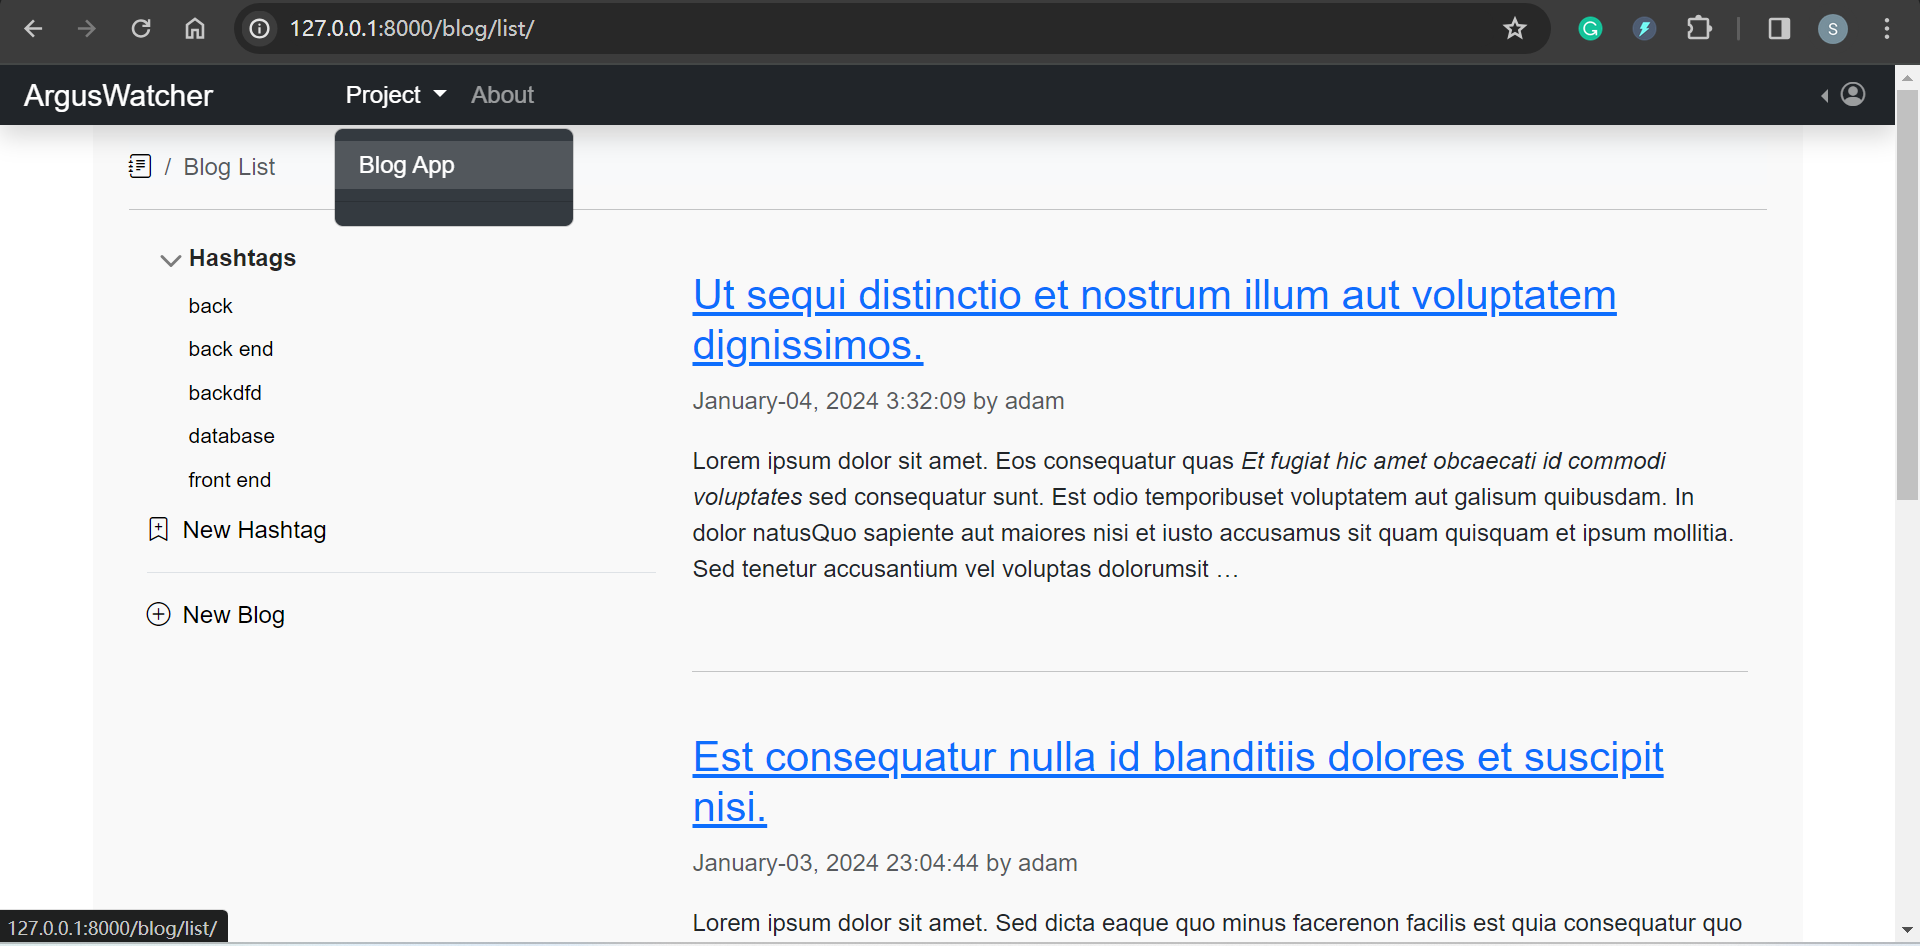 127.0.0.1:8000/blog/list/
S
ArgusWatcher
Project
About
Blog App
/ Blog List
Hashtags
back
back end
backdfd
database
front end
New Hashtag
New Blog
Ut sequi distinctio et nostrum illum aut voluptatem
dignissimos.
January-04, 2024 3:32:09 by adam
Lorem ipsum dolor sit amet. Eos consequatur quas Et fugiat hic amet obcaecati id commodi
voluptates sed consequatur sunt. Est odio temporibuset voluptatem aut galisum quibusdam. In
dolor natusQuo sapiente aut maiores nisi et iusto accusamus sit quam quisquam et ipsum mollitia.
Sed tenetur accusantium vel voluptas dolorumsit …
Est consequatur nulla id blanditiis dolores et suscipit
nisi.
January-03, 2024 23:04:44 by adam
Lorem ipsum dolor sit amet. Sed dicta eaque quo minus facerenon facilis est quia consequatur quo
127.0.0.1:8000/blog/list/